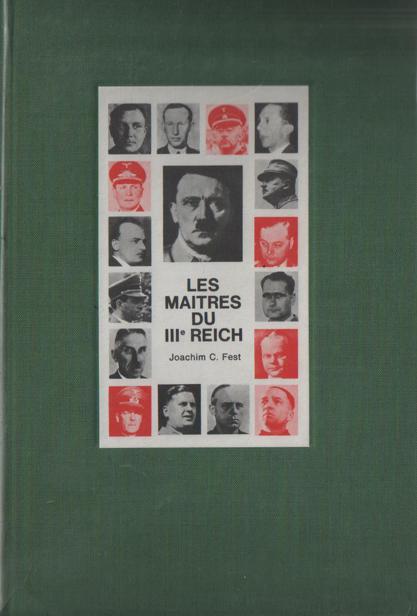 LES
MAITRES
DU
IIIe REICH
Joachim C. Fest